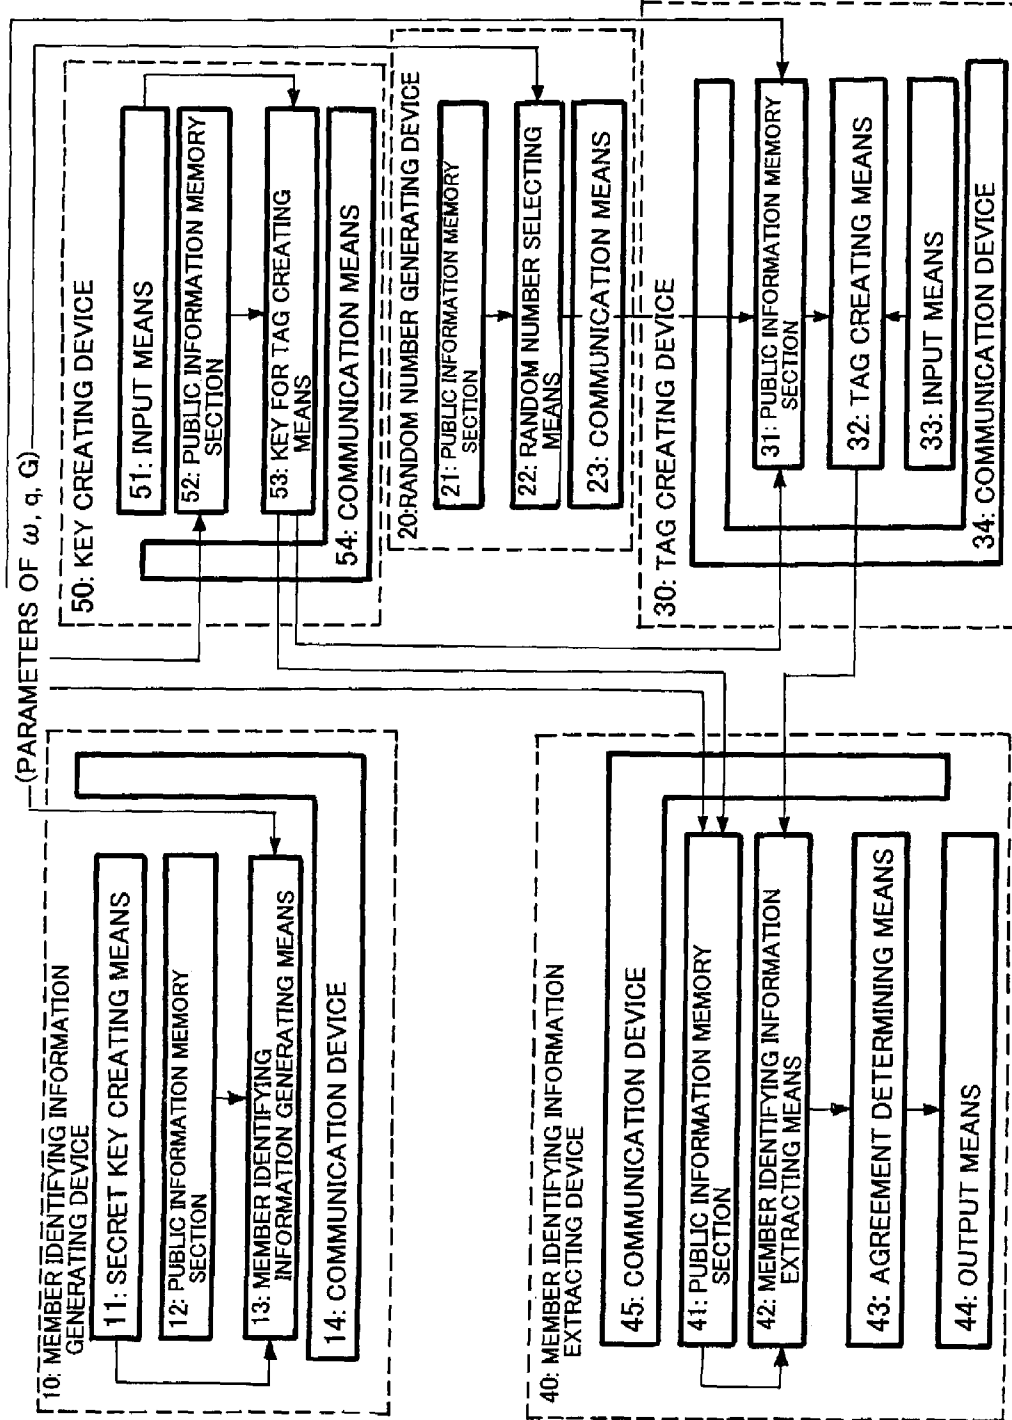 (PARAMETERS OF ω, q, G)
10: MEMBER IDENTIFYING INFORMATION
GENERATING DEVICE
11: SECRET KEY CREATING MEANS
12: PUBLIC INFORMATION MEMORY
SECTION
13: MEMBER IDENTIFYING
INFORMATION GENERATING MEANS
14: COMMUNICATION DEVICE
50: KEY CREATING DEVICE
51: INPUT MEANS
52: PUBLIC INFORMATION MEMORY
SECTION
53: KEY FOR TAG CREATING
MEANS
54: COMMUNICATION MEANS
20:RANDOM NUMBER GENERATING DEVICE
21: PUBLIC INFORMATION MEMORY
SECTION
22: RANDOM NUMBER SELECTING
MEANS
23: COMMUNICATION MEANS
40: MEMBER IDENTIFYING INFORMATION
EXTRACTING DEVICE
45: COMMUNICATION DEVICE
41: PUBLIC INFORMATION MEMORY
SECTION
42: MEMBER IDENTIFYING INFORMATION
EXTRACTING MEANS
43: AGREEMENT DETERMINING MEANS
44: OUTPUT MEANS
30: TAG CREATING DEVICE
31: PUBLIC INFORMATION MEMORY
SECTION
32: TAG CREATING MEANS
33: INPUT MEANS
34: COMMUNICATION DEVICE